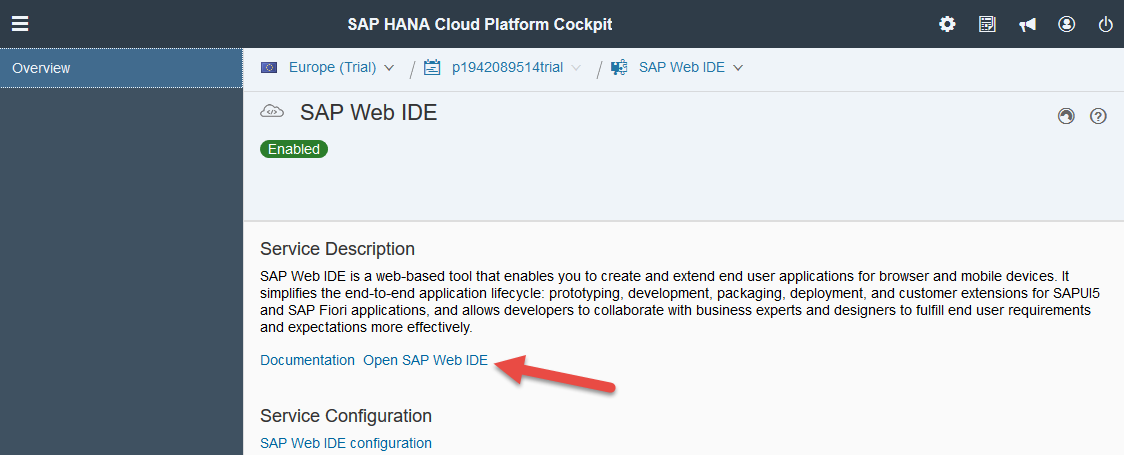 SAP HANA Cloud Platform Cockpit
Overview
Europe (Trial) / p1942089514trial / SAP Web IDE
SAP Web IDE
Enabled
Service Description
SAP Web IDE is a web-based tool that enables you to create and extend end user applications for browser and mobile devices. It
simplifies the end-to-end application lifecycle: prototyping, development, packaging, deployment, and customer extensions for SAPUI5
and SAP Fiori applications, and allows developers to collaborate with business experts and designers to fulfill end user requirements
and expectations more effectively.
Documentation Open SAP Web IDE
Service Configuration
SAP Web IDE configuration